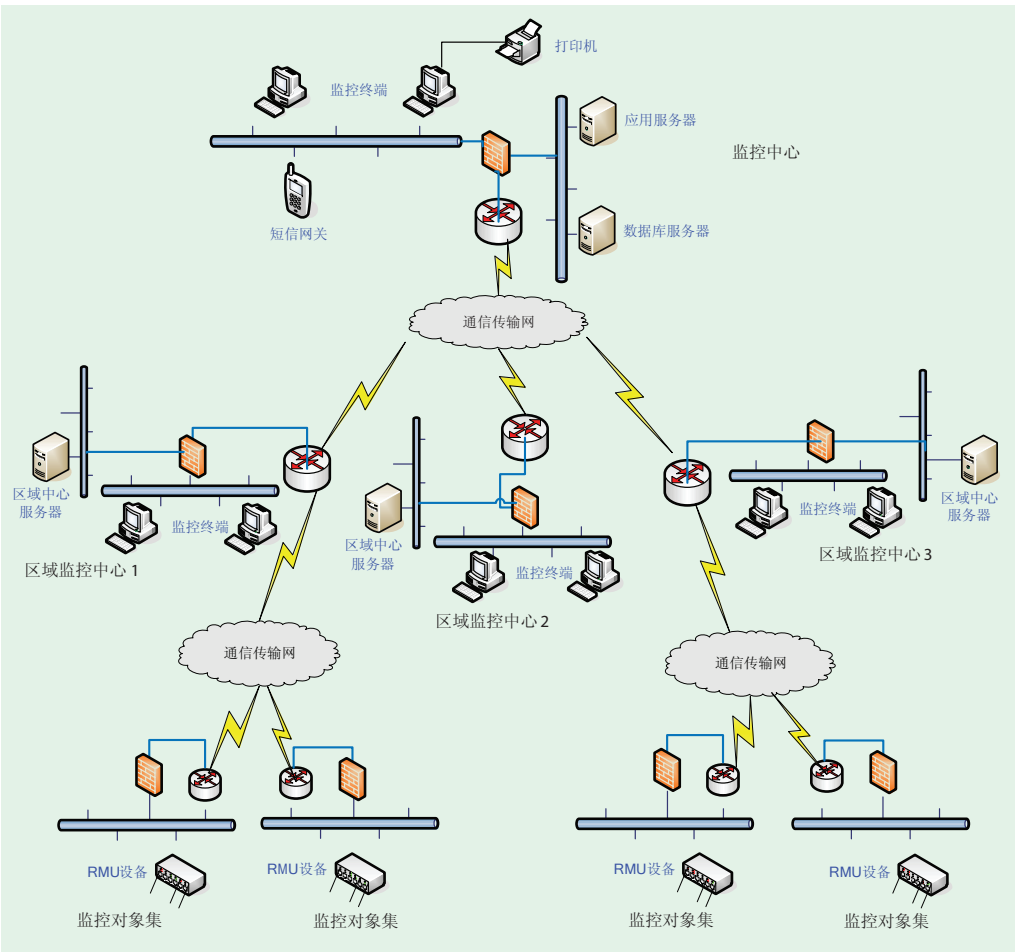 打印机
监控终端
应用服务器
监控中心
短信网关
数据库服务器
通信传输网
区域中心
服务器
监控终端
区域监控中心 1
区域中心
服务器
监控终端
区域监控中心 2
监控终端
区域中心
服务器
区域监控中心 3
通信传输网
通信传输网
RMU设备
监控对象集
RMU设备
监控对象集
RMU设备
监控对象集
RMU设备
监控对象集